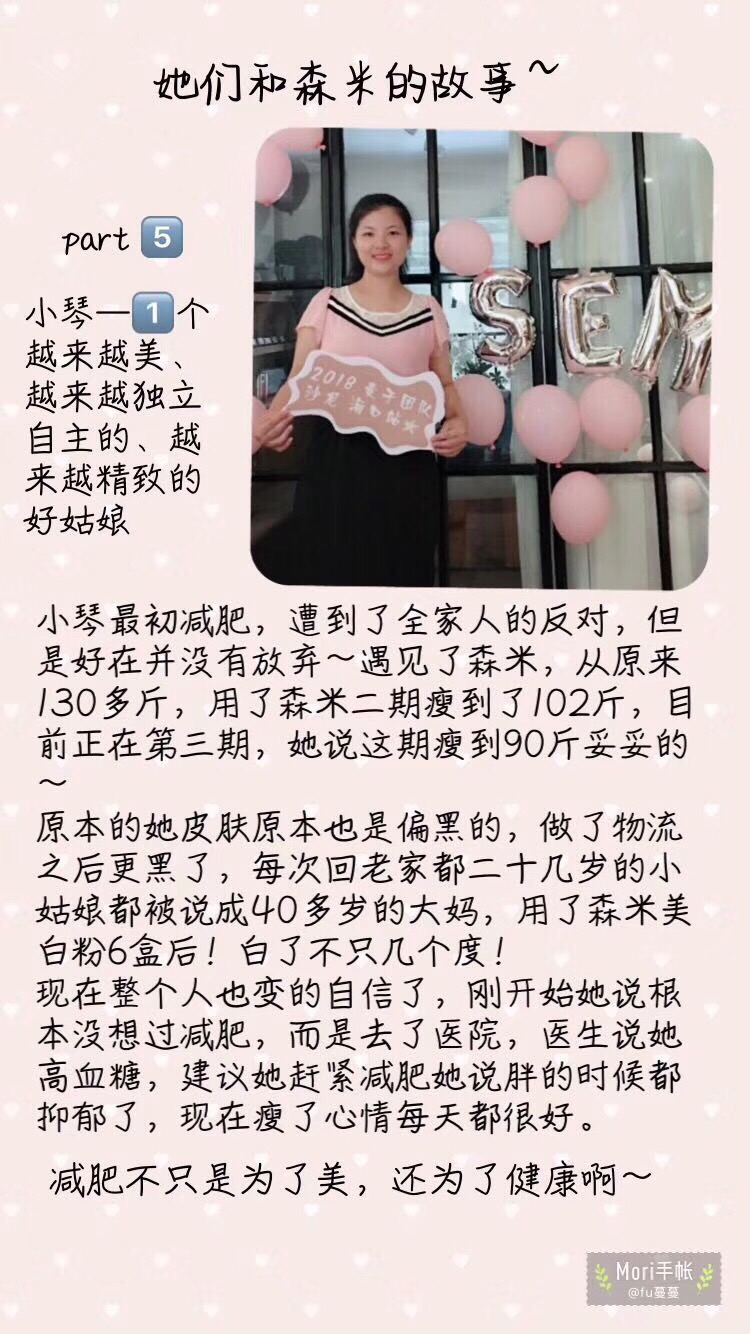 她们和森米的故事~
part 5
小琴一1个
越来越美、
越来越独立
自主的、越
来越精致的
好姑娘
SEM
2018 曼子团队
沙龙 海口站★
小琴最初减肥，遭到了全家人的反对，但
是好在并没有放弃~遇见了森米，从原来
130多斤，用了森米二期瘦到了102斤，目
前正在第三期，她说这期瘦到90斤妥妥的
~
原本的她皮肤原本也是偏黑的，做了物流
之后更黑了，每次回老家都二十几岁的小
姑娘都被说成40多岁的大妈，用了森米美
白粉6盒后！白了不只几个度！
现在整个人也变的自信了，刚开始她说根
本没想过减肥，而是去了医院，医生说她
高血糖，建议她赶紧减肥她说胖的时候都
抑郁了，现在瘦了心情每天都很好。
减肥不只是为了美，还为了健康啊~
Mori手帐
@fu蔓蔓